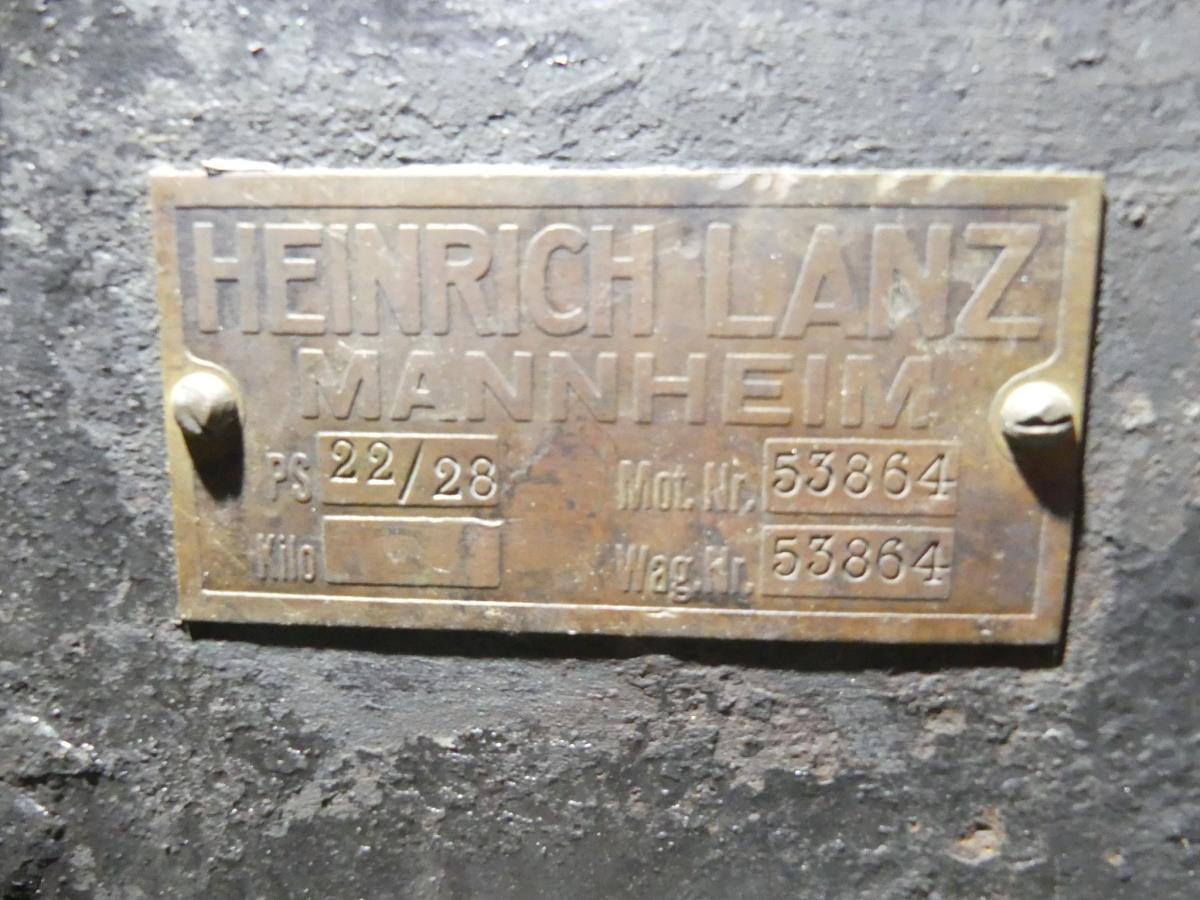 HEINRICH LANZ
MANNHEIM
PS 22/28 Mot. Nr. 53864
Kilo Wag. Nr. 53864